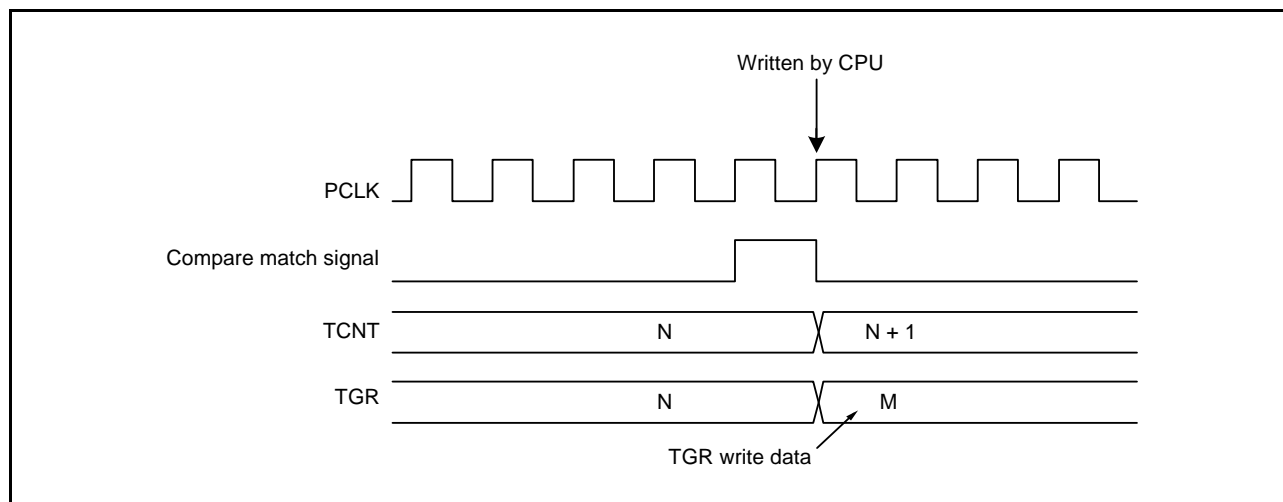 Written by CPU
PCLK
Compare match signal
TCNT
N
N + 1
TGR
N
M
TGR write data